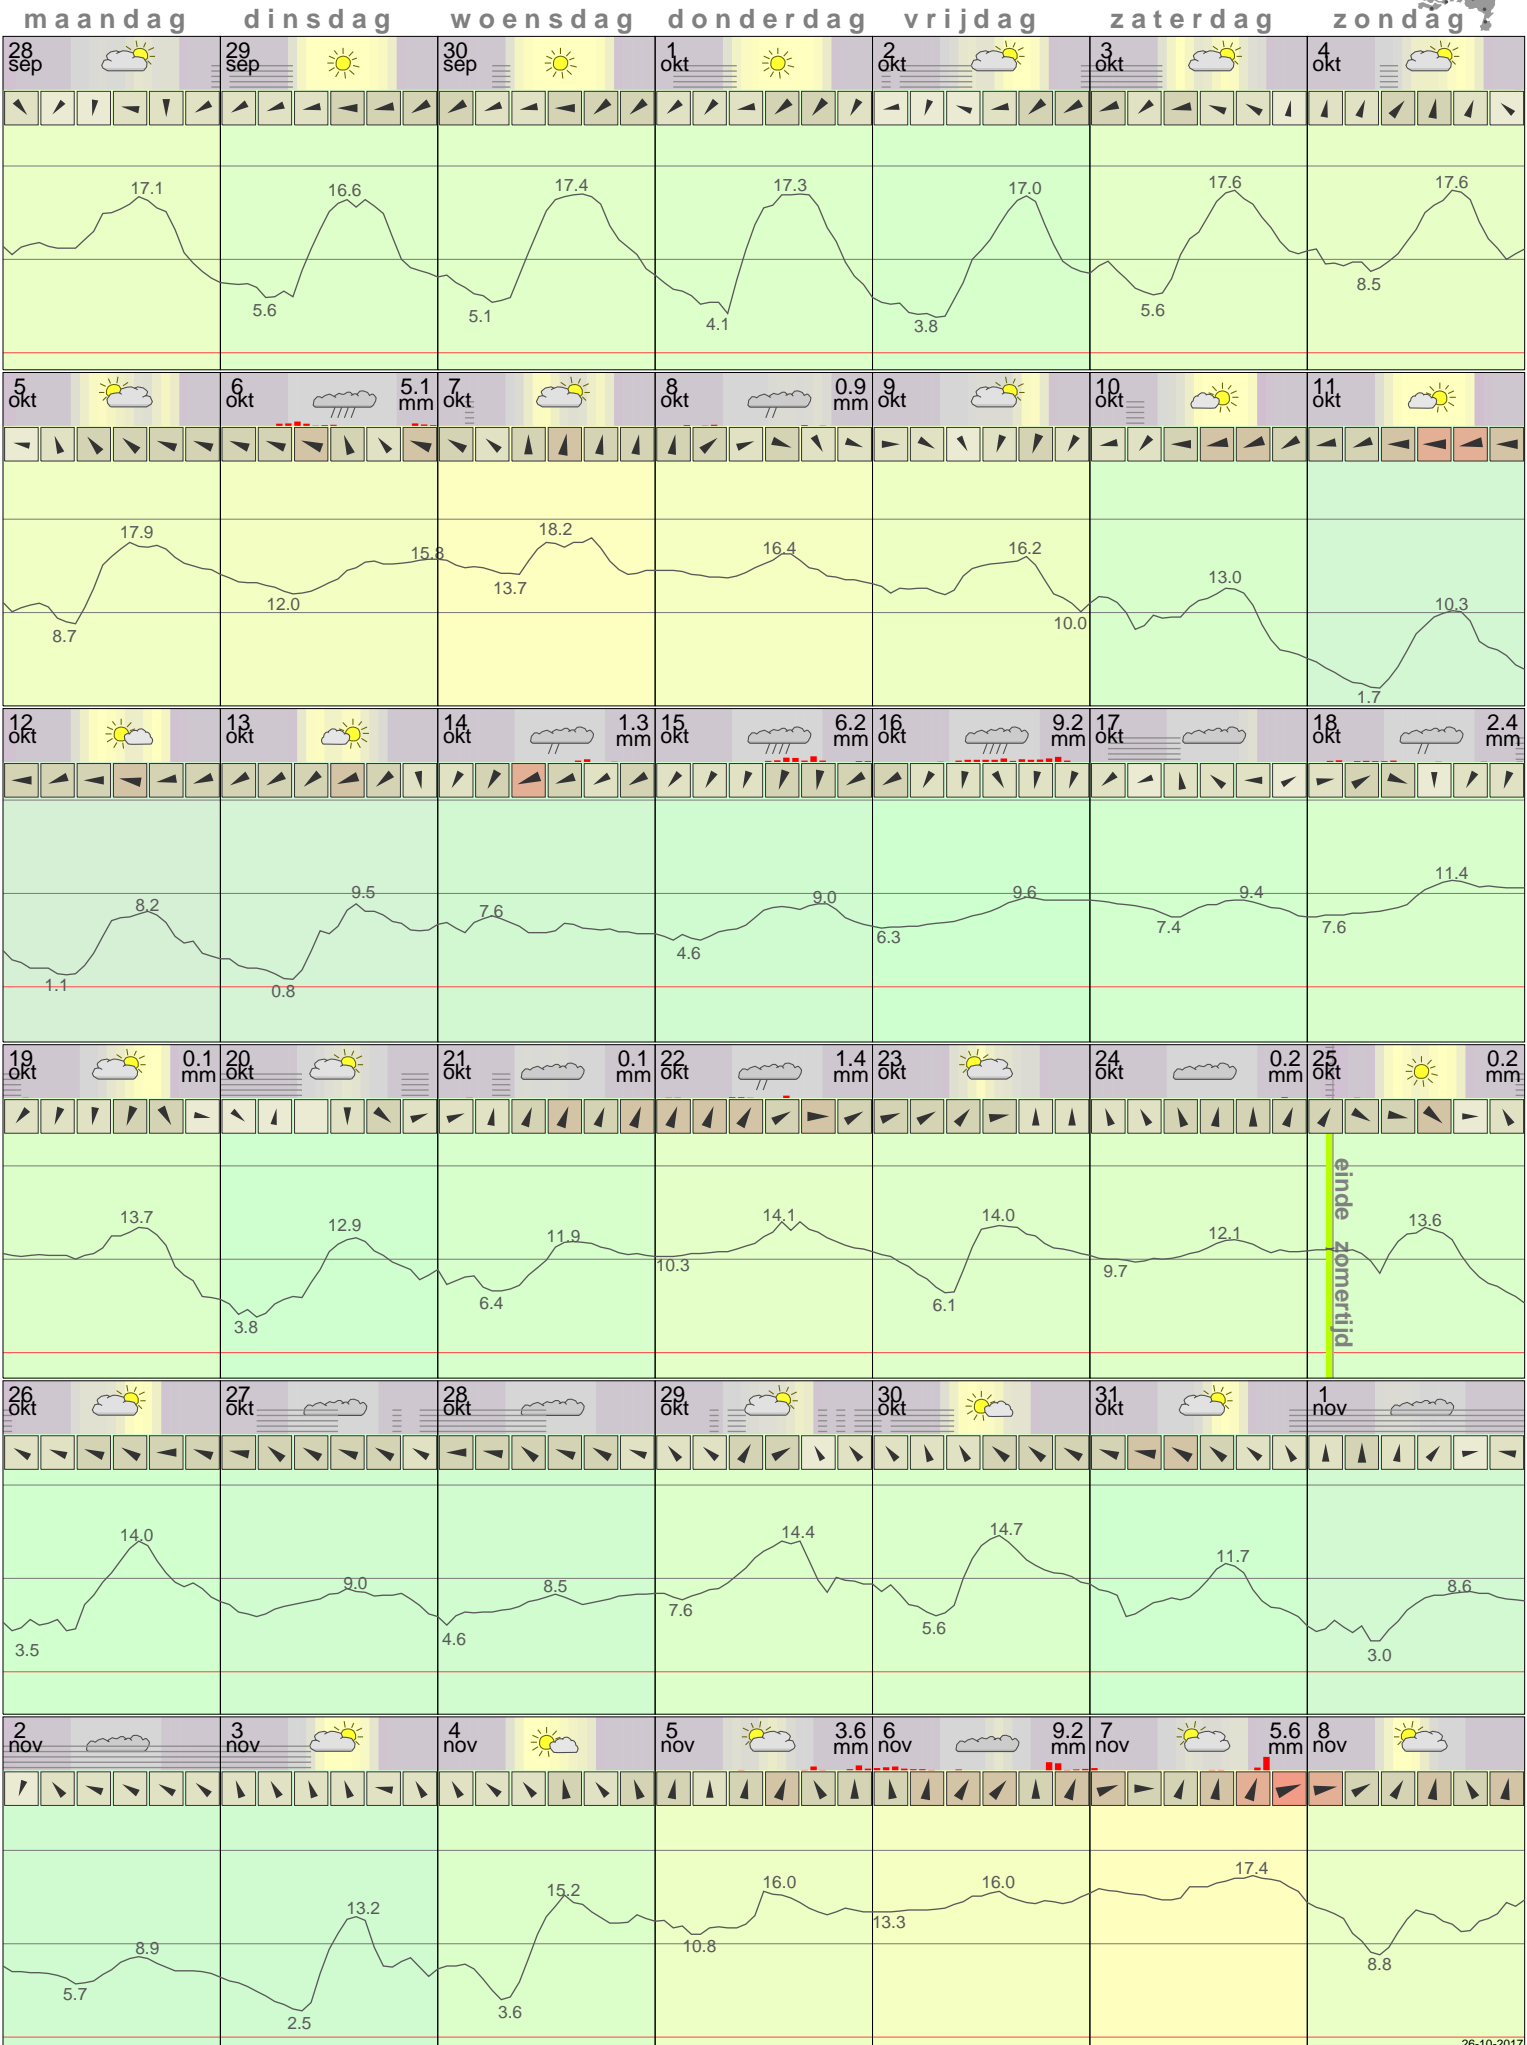 maandag dinsdag woensdag donderdag vrijdag zaterdag zondag
28 sep 29 sep 30 sep 1 okt 2 okt 3 okt 4 okt
17.1 16.6 17.4 17.3 17.0 17.6 17.6
5.6 5.1 4.1 3.8 5.6 8.5
5 okt 6 okt 5.1 mm 7 okt 8 okt 0.9 mm 9 okt 10 okt 11 okt
17.9 15.8 18.2 16.4 16.2 13.0 10.3
8.7 12.0 13.7 10.0 1.7
12 okt 13 okt 14 okt 1.3 mm 15 okt 6.2 mm 16 okt 9.2 mm 17 okt 18 okt 2.4 mm
8.2 9.5 7.6 9.0 9.6 9.4 11.4
1.1 0.8 4.6 6.3 7.4 7.6
19 okt 0.1 mm 20 okt 21 okt 0.1 mm 22 okt 1.4 mm 23 okt 24 okt 0.2 mm 25 okt 0.2 mm
13.7 12.9 11.9 14.1 14.0 12.1 13.6
3.8 6.4 10.3 6.1 9.7
einde zomertijd
26 okt 27 okt 28 okt 29 okt 30 okt 31 okt 1 nov
14.0 9.0 8.5 14.4 14.7 11.7 8.6
3.5 4.6 7.6 5.6 3.0
2 nov 3 nov 4 nov 5 nov 3.6 mm 6 nov 9.2 mm 7 nov 5.6 mm 8 nov
8.9 13.2 15.2 16.0 16.0 17.4
5.7 2.5 3.6 10.8 13.3 8.8
26-10-2017